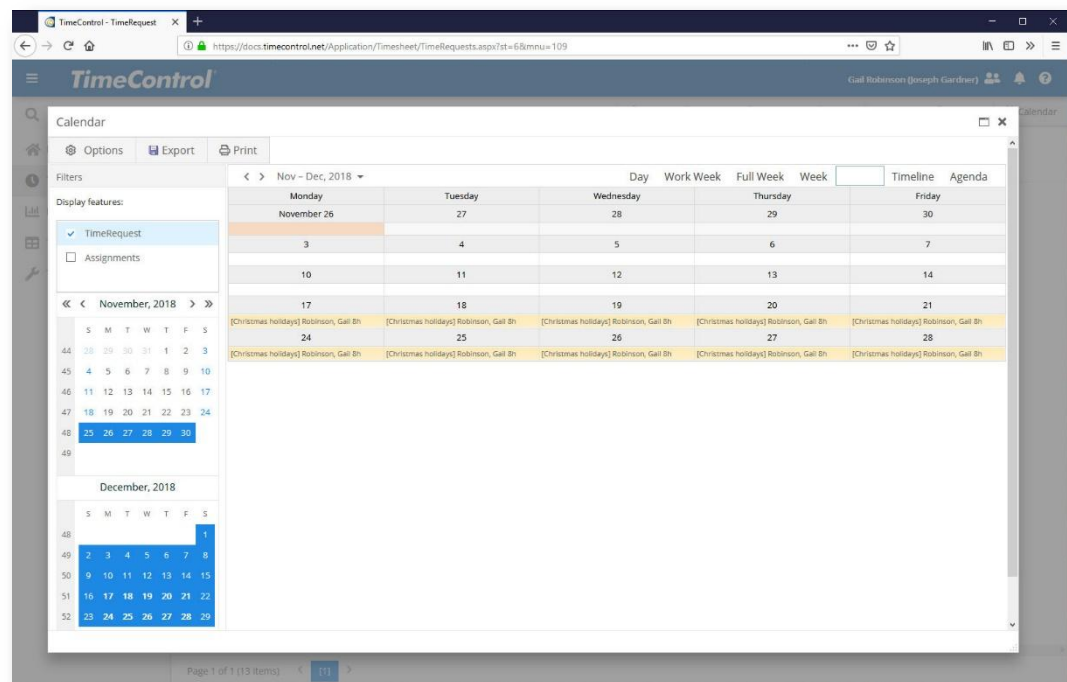 TimeControl - TimeRequest
https://docs.timecontrol.net/Application/Timesheet/TimeRequests.aspx?st=6&mnu=109
TimeControl
Gail Robinson (Joseph Gardner)
Calendar
Calendar
Options Export Print
Filters
Nov – Dec, 2018
Day Work Week Full Week Week Timeline Agenda
Display features:
TimeRequest
Assignments
Monday Tuesday Wednesday Thursday Friday
November 26 27 28 29 30
3 4 5 6 7
10 11 12 13 14
17 18 19 20 21
[Christmas holidays] Robinson, Gail 8h [Christmas holidays] Robinson, Gail 8h [Christmas holidays] Robinson, Gail 8h [Christmas holidays] Robinson, Gail 8h [Christmas holidays] Robinson, Gail 8h
24 25 26 27 28
[Christmas holidays] Robinson, Gail 8h [Christmas holidays] Robinson, Gail 8h [Christmas holidays] Robinson, Gail 8h [Christmas holidays] Robinson, Gail 8h [Christmas holidays] Robinson, Gail 8h
November, 2018
S M T W T F S
44 28 29 30 31 1 2 3
45 4 5 6 7 8 9 10
46 11 12 13 14 15 16 17
47 18 19 20 21 22 23 24
48 25 26 27 28 29 30
49
December, 2018
S M T W T F S
48 1
49 2 3 4 5 6 7 8
50 9 10 11 12 13 14 15
51 16 17 18 19 20 21 22
52 23 24 25 26 27 28 29
Page 1 of 1 (13 items) [1]